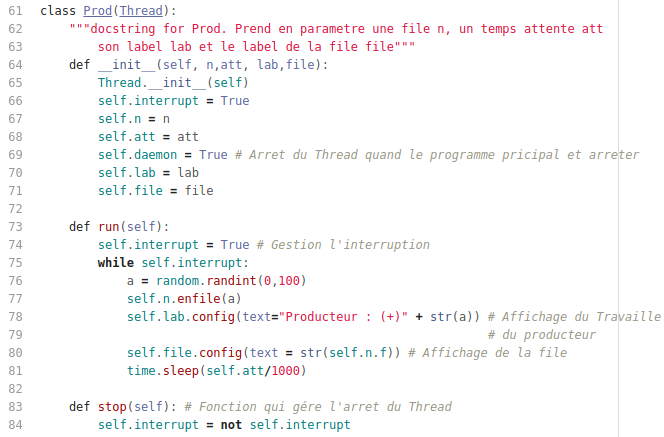 61 class Prod(Thread):
62     """docstring for Prod. Prend en parametre une file n, un temps attente att
63         son label lab et le label de la file file"""
64     def __init__(self, n,att, lab,file):
65         Thread.__init__(self)
66         self.interrupt = True
67         self.n = n
68         self.att = att
69         self.daemon = True # Arret du Thread quand le programme pricipal et arreter
70         self.lab = lab
71         self.file = file
72
73     def run(self):
74         self.interrupt = True # Gestion l'interruption
75         while self.interrupt:
76             a = random.randint(0,100)
77             self.n.enfile(a)
78             self.lab.config(text="Producteur : (+)" + str(a)) # Affichage du Travaille
79                                                               # du producteur
80             self.file.config(text = str(self.n.f)) # Affichage de la file
81             time.sleep(self.att/1000)
82
83     def stop(self): # Fonction qui gére l'arret du Thread
84         self.interrupt = not self.interrupt